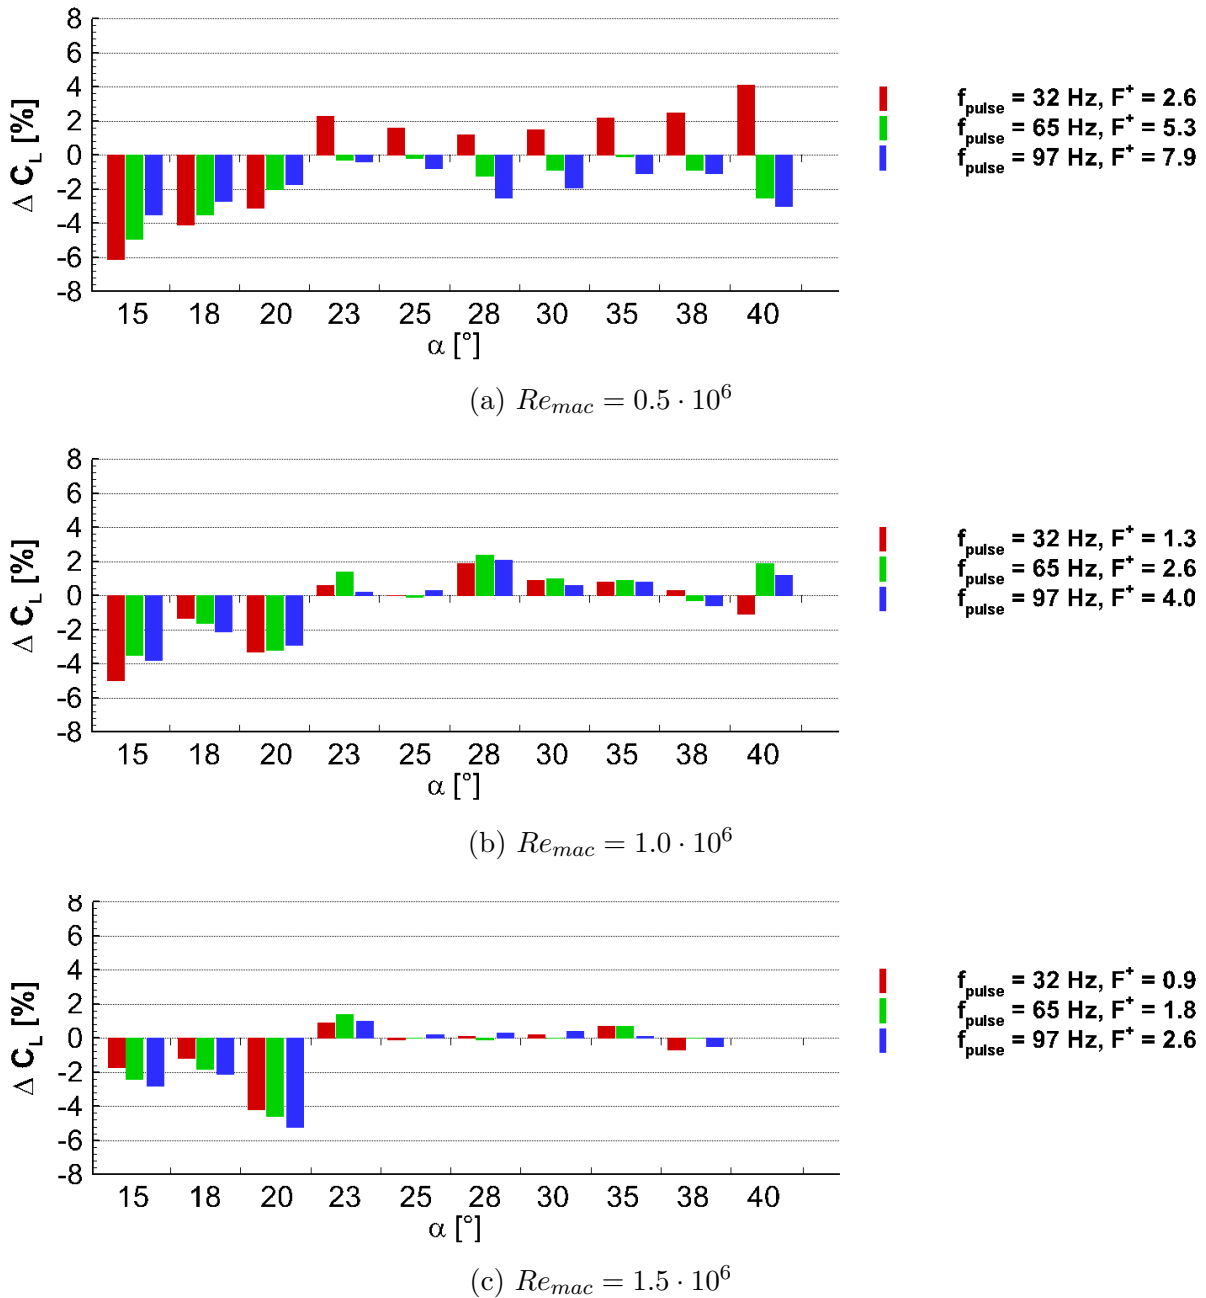 8
6
4
2
0
-2
-4
-6
-8
Δ C_L [%]
15 18 20 23 25 28 30 35 38 40
α [°]
f_pulse = 32 Hz, F⁺ = 2.6
f_pulse = 65 Hz, F⁺ = 5.3
f_pulse = 97 Hz, F⁺ = 7.9
(a) Re_mac = 0.5 · 10⁶
8
6
4
2
0
-2
-4
-6
-8
Δ C_L [%]
15 18 20 23 25 28 30 35 38 40
α [°]
f_pulse = 32 Hz, F⁺ = 1.3
f_pulse = 65 Hz, F⁺ = 2.6
f_pulse = 97 Hz, F⁺ = 4.0
(b) Re_mac = 1.0 · 10⁶
8
6
4
2
0
-2
-4
-6
-8
Δ C_L [%]
15 18 20 23 25 28 30 35 38 40
α [°]
f_pulse = 32 Hz, F⁺ = 0.9
f_pulse = 65 Hz, F⁺ = 1.8
f_pulse = 97 Hz, F⁺ = 2.6
(c) Re_mac = 1.5 · 10⁶